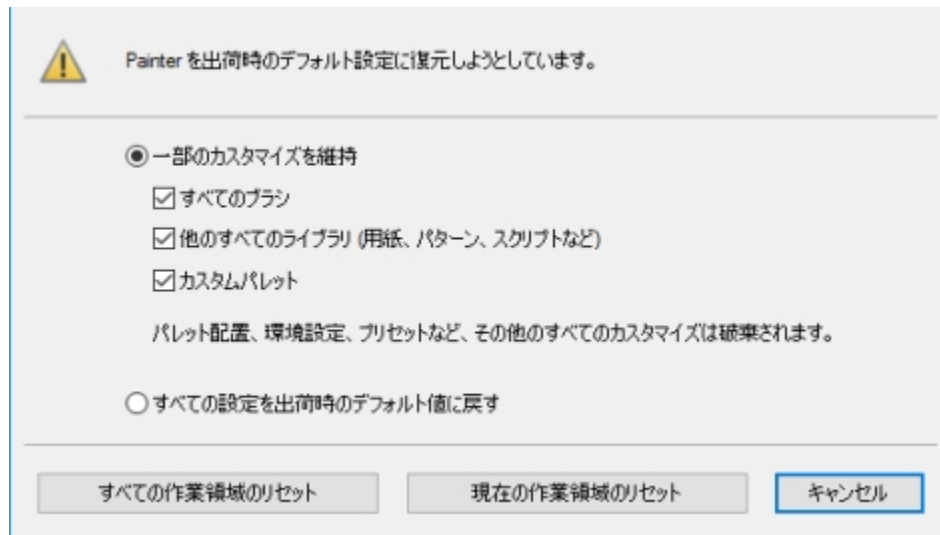 Painter を出荷時のデフォルト設定に復元しようとしています。
一部のカスタマイズを維持
すべてのブラシ
他のすべてのライブラリ (用紙、パターン、スクリプトなど)
カスタムパレット
パレット配置、環境設定、プリセットなど、その他のすべてのカスタマイズは破棄されます。
すべての設定を出荷時のデフォルト値に戻す
すべての作業領域のリセット
現在の作業領域のリセット
キャンセル